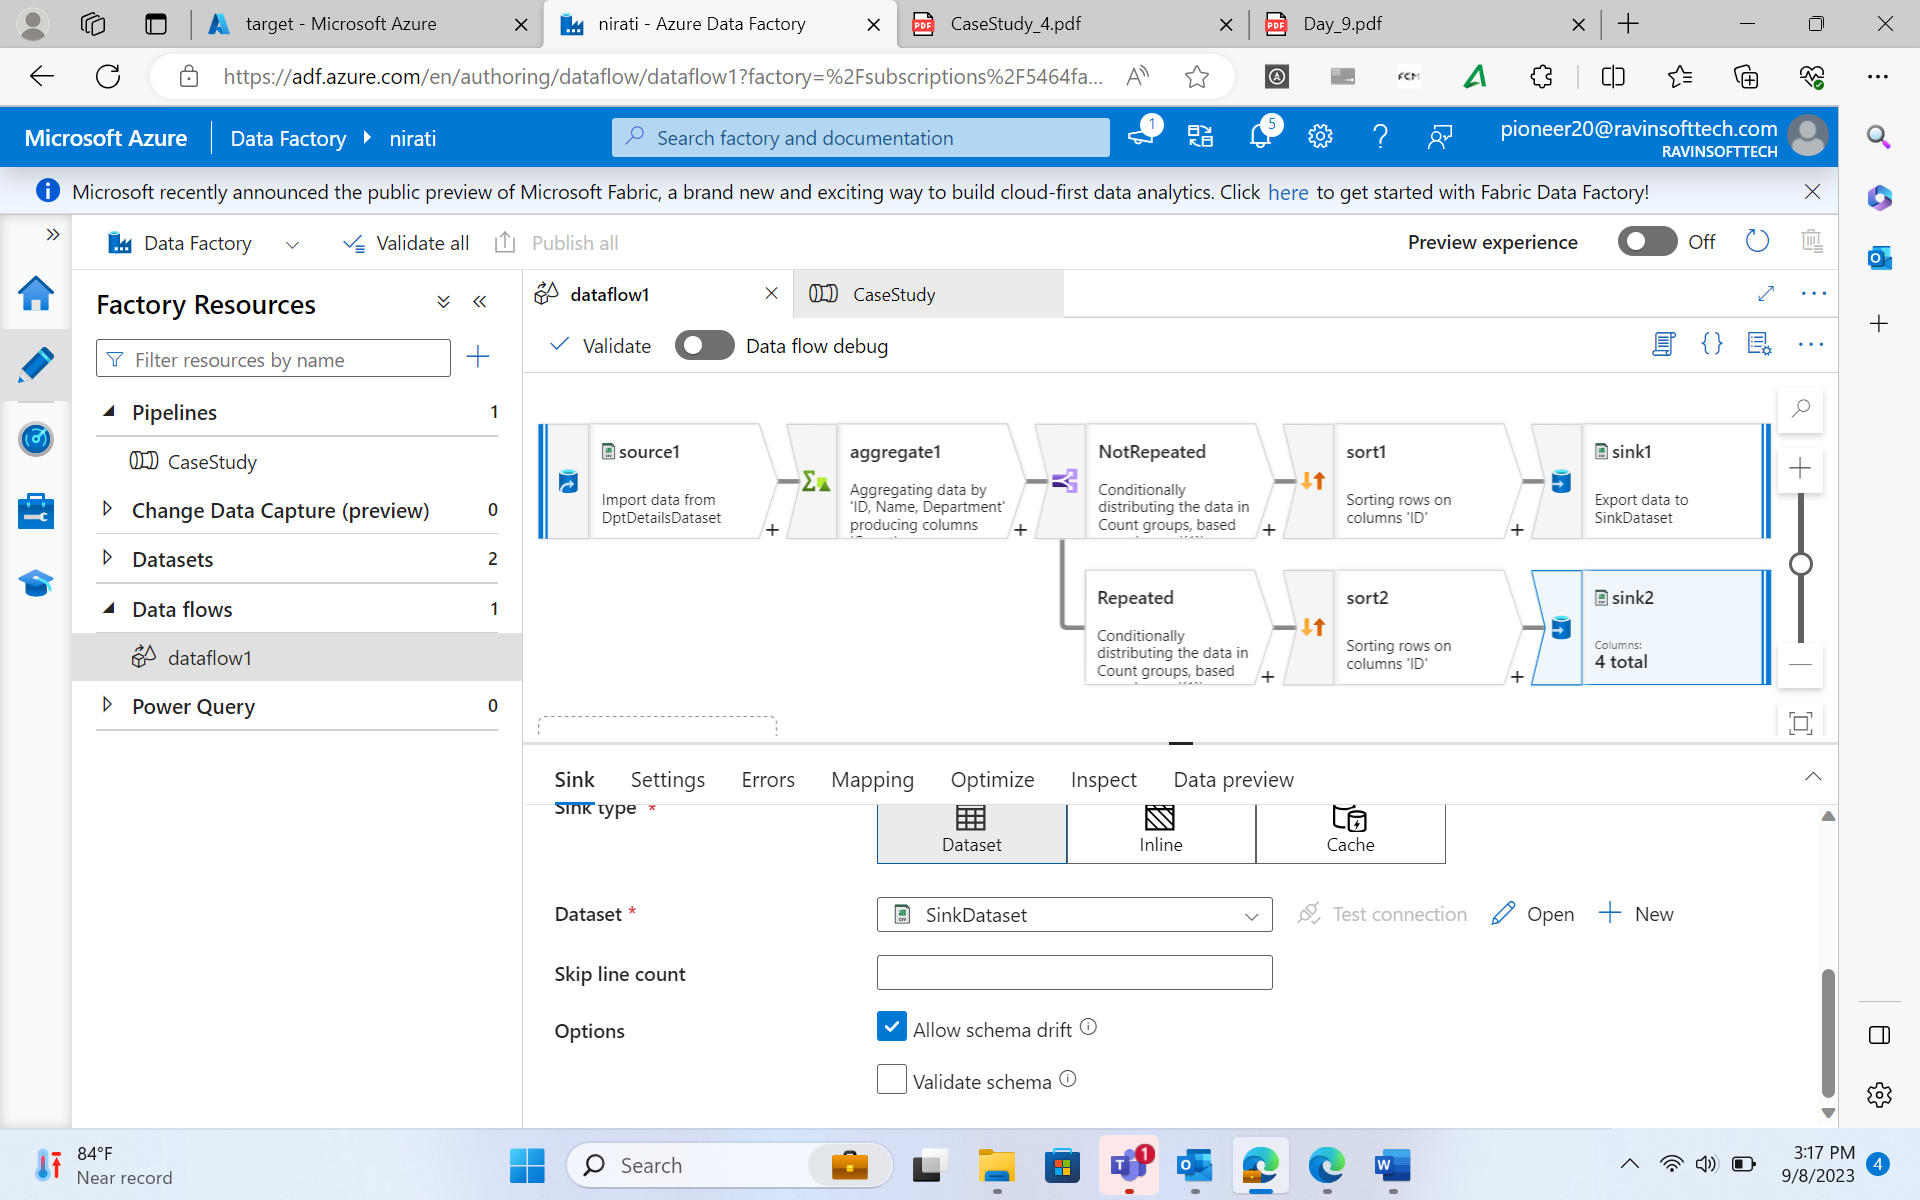 target - Microsoft Azure
nirati - Azure Data Factory
CaseStudy_4.pdf
Day_9.pdf
https://adf.azure.com/en/authoring/dataflow/dataflow1?factory=%2Fsubscriptions%2F5464fa...
FCM
Microsoft Azure
Data Factory
nirati
Search factory and documentation
1
5
pioneer20@ravinsofttech.com
RAVINSOFTTECH
Microsoft recently announced the public preview of Microsoft Fabric, a brand new and exciting way to build cloud-first data analytics. Click here to get started with Fabric Data Factory!
Data Factory
Validate all
Publish all
Preview experience
Off
Factory Resources
Filter resources by name
Pipelines 1
CaseStudy
Change Data Capture (preview) 0
Datasets 2
Data flows 1
dataflow1
Power Query 0
dataflow1
CaseStudy
Validate
Data flow debug
source1
Import data from
DptDetailsDataset
aggregate1
Aggregating data by
'ID, Name, Department'
producing columns
NotRepeated
Conditionally
distributing the data in
Count groups, based
sort1
Sorting rows on
columns 'ID'
sink1
Export data to
SinkDataset
Repeated
Conditionally
distributing the data in
Count groups, based
sort2
Sorting rows on
columns 'ID'
sink2
Columns:
4 total
Sink
Settings
Errors
Mapping
Optimize
Inspect
Data preview
Sink type *
Dataset
Inline
Cache
Dataset *
SinkDataset
Test connection
Open
New
Skip line count
Options
Allow schema drift
Validate schema
84°F
Near record
Search
1
3:17 PM
9/8/2023
4